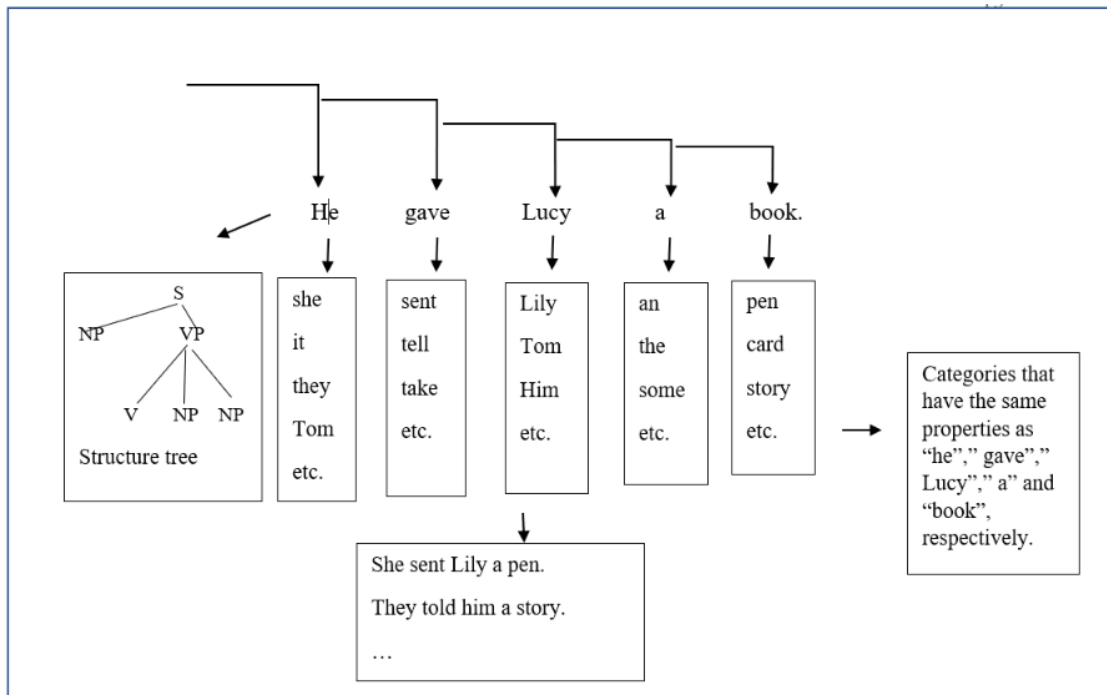 He gave Lucy a book.
S
NP VP
V NP NP
Structure tree
she
it
they
Tom
etc.
sent
tell
take
etc.
Lily
Tom
Him
etc.
an
the
some
etc.
pen
card
story
etc.
Categories that
have the same
properties as
“he”,” gave”,”
Lucy”,” a” and
“book”,
respectively.
She sent Lily a pen.
They told him a story.
…